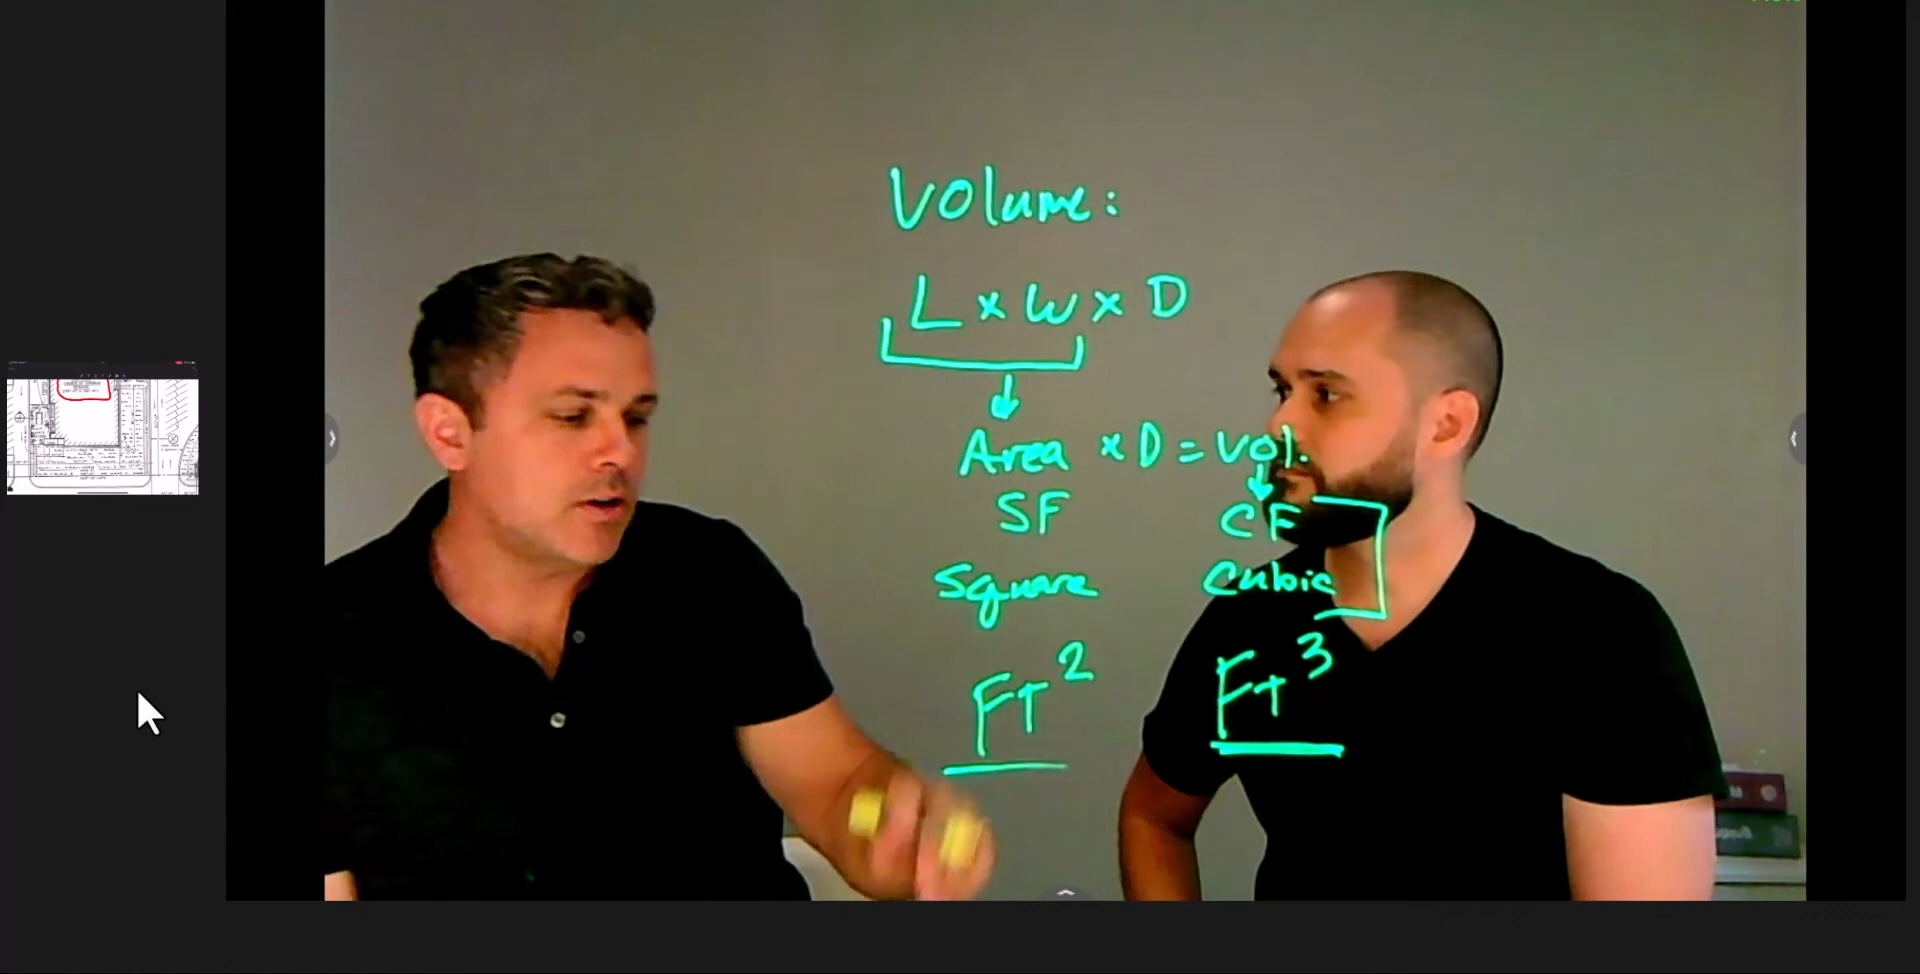 Volume:
L x W x D
Area x D = Vol.
SF CF
Square Cubic
Ft² Ft³